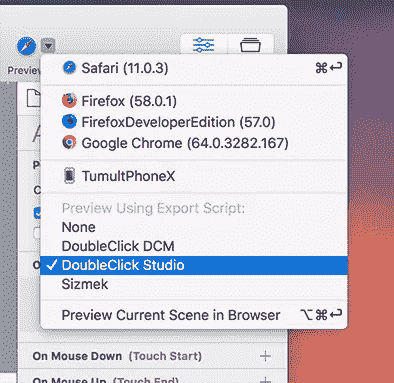 Preview
Safari (11.0.3) ⌘↩
Firefox (58.0.1)
FirefoxDeveloperEdition (57.0)
Google Chrome (64.0.3282.167)
TumultPhoneX
Preview Using Export Script:
None
DoubleClick DCM
✓ DoubleClick Studio
Sizmek
Preview Current Scene in Browser ⌥⌘↩
On Mouse Down (Touch Start) +
On Mouse Up (Touch End) +